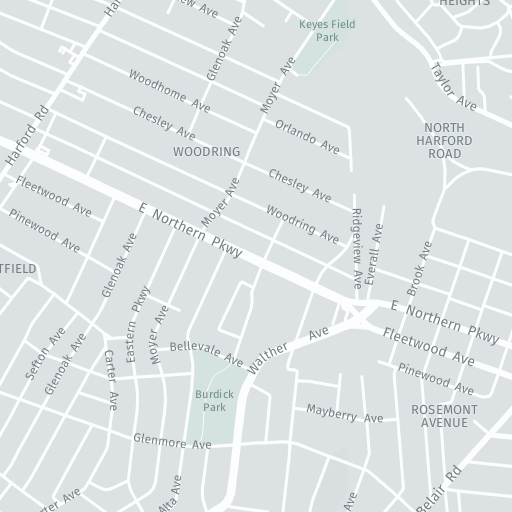 HEIGHTS
Keyes Field
Park
Glenoak Ave
Moyer Ave
Taylor Ave
Woodhome Ave
Harford Rd
Chesley Ave
Orlando Ave
NORTH
HARFORD
ROAD
WOODRING
Chesley Ave
Fleetwood Ave
Moyer Ave
Woodring Ave
Pinewood Ave
E Northern Pkwy
Ridgeview Ave
Everall Ave
Glenoak Ave
Brook Ave
TFIELD
Eastern Pkwy
Moyer Ave
E Northern Pkwy
Sefton Ave
Glenoak Ave
Bellevale Ave
Walther Ave
Fleetwood Ave
Carter Ave
Pinewood Ave
Burdick
Park
Mayberry Ave
ROSEMONT
AVENUE
Glenmore Ave
Belair Rd
Alta Ave
Ave